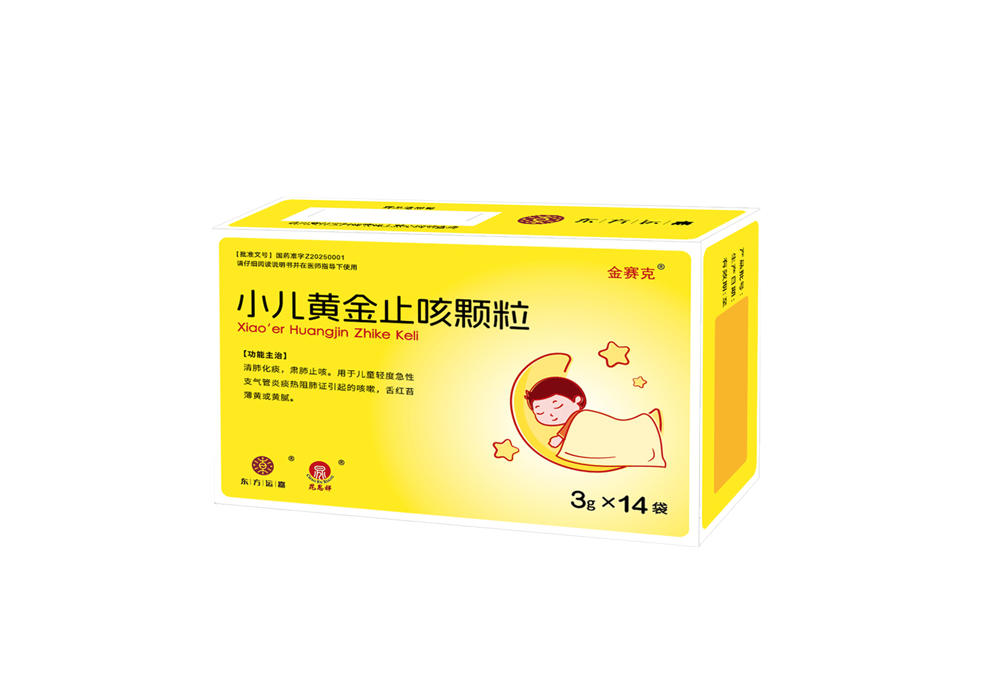 东方运嘉
【批准文号】国药准字Z20250001
请仔细阅读说明书并在医师指导下使用
金赛克®
小儿黄金止咳颗粒
Xiao'er Huangjin Zhike Keli
【功能主治】
清肺化痰，肃肺止咳。用于儿童轻度急性
支气管炎痰热阻肺证引起的咳嗽，舌红苔
薄黄或黄腻。
®
东方运嘉
®
CHAO EN XIANG
晁恩祥
3g×14袋
产品批号：
生产日期：
有效期：至